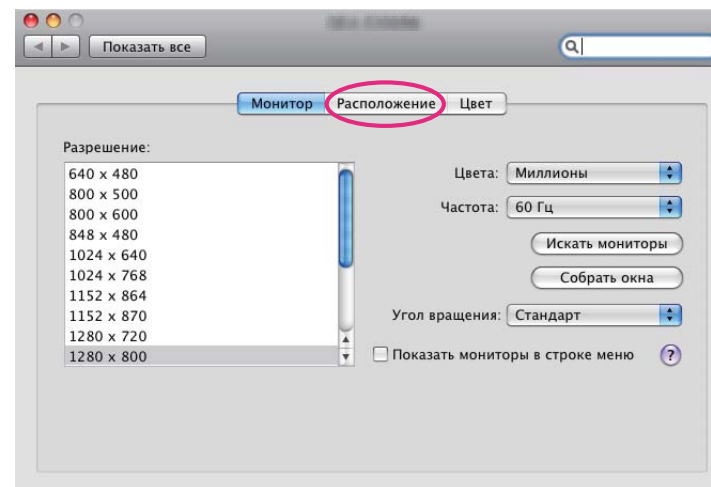 Показать все
Монитор Расположение Цвет
Разрешение:
640 x 480
800 x 500
800 x 600
848 x 480
1024 x 640
1024 x 768
1152 x 864
1152 x 870
1280 x 720
1280 x 800
Цвета: Миллионы
Частота: 60 Гц
Искать мониторы
Собрать окна
Угол вращения: Стандарт
Показать мониторы в строке меню ?